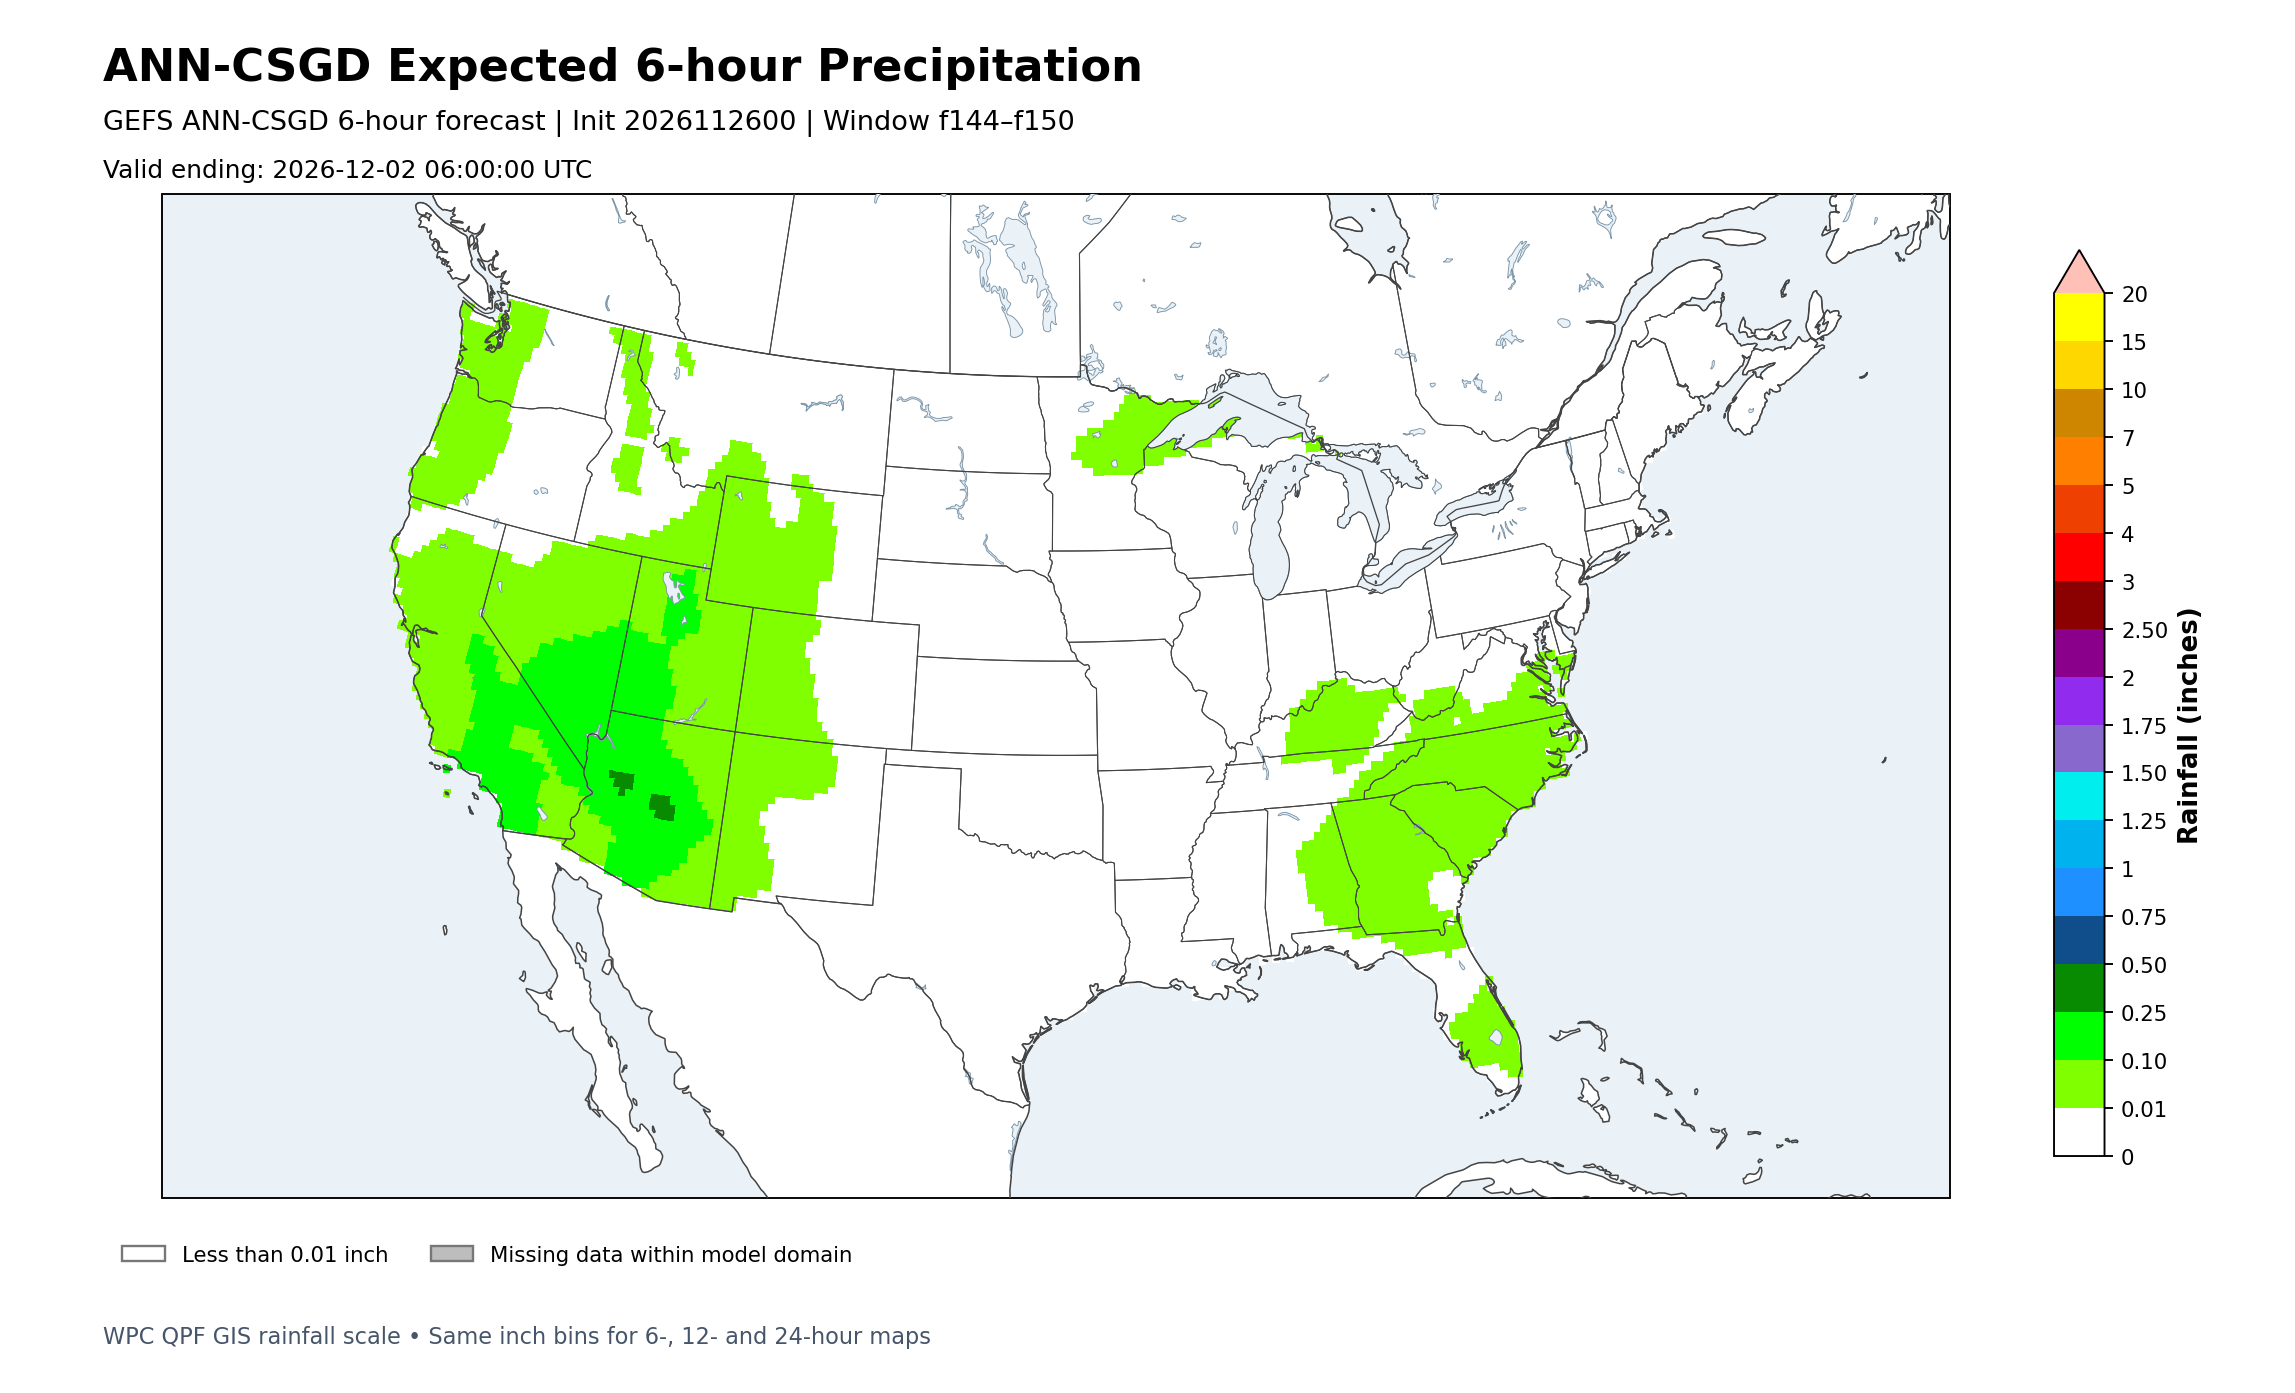 ANN-CSGD Expected 6-hour Precipitation
GEFS ANN-CSGD 6-hour forecast | Init 2026112600 | Window f144–f150
Valid ending: 2026-12-02 06:00:00 UTC
20
15
10
7
5
4
3
2.50
2
1.75
1.50
1.25
1
0.75
0.50
0.25
0.10
0.01
0
Rainfall (inches)
Less than 0.01 inch
Missing data within model domain
WPC QPF GIS rainfall scale • Same inch bins for 6-, 12- and 24-hour maps